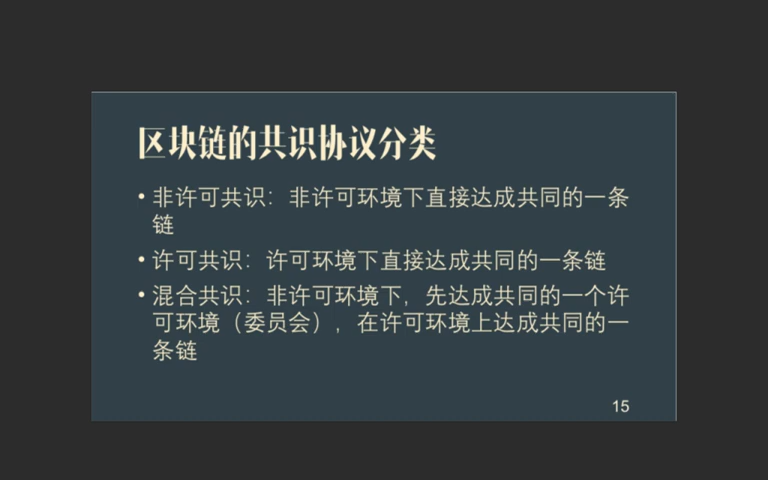 区块链的共识协议分类
• 非许可共识：非许可环境下直接达成共同的一条
链
• 许可共识：许可环境下直接达成共同的一条链
• 混合共识：非许可环境下，先达成共同的一个许
可环境（委员会），在许可环境上达成共同的一
条链
15